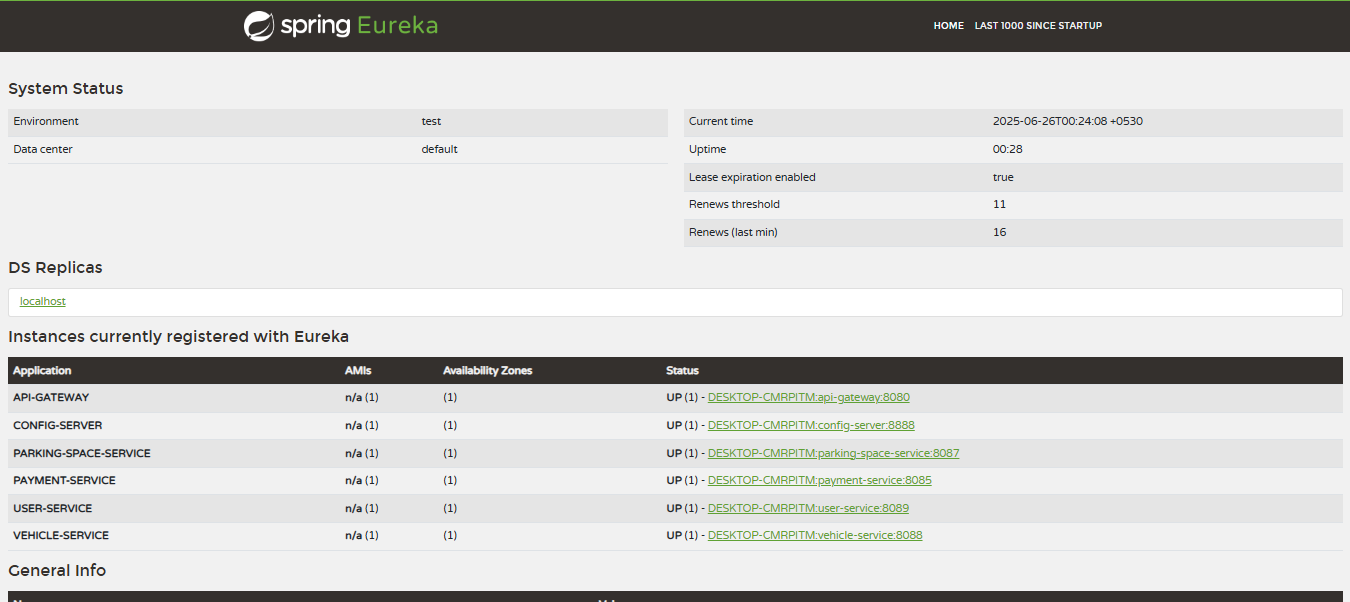 spring Eureka
HOME LAST 1000 SINCE STARTUP
System Status
Environment test
Data center default
Current time 2025-06-26T00:24:08 +0530
Uptime 00:28
Lease expiration enabled true
Renews threshold 11
Renews (last min) 16
DS Replicas
localhost
Instances currently registered with Eureka
Application AMIs Availability Zones Status
API-GATEWAY n/a (1) (1) UP (1) - DESKTOP-CMRPITM:api-gateway:8080
CONFIG-SERVER n/a (1) (1) UP (1) - DESKTOP-CMRPITM:config-server:8888
PARKING-SPACE-SERVICE n/a (1) (1) UP (1) - DESKTOP-CMRPITM:parking-space-service:8087
PAYMENT-SERVICE n/a (1) (1) UP (1) - DESKTOP-CMRPITM:payment-service:8085
USER-SERVICE n/a (1) (1) UP (1) - DESKTOP-CMRPITM:user-service:8089
VEHICLE-SERVICE n/a (1) (1) UP (1) - DESKTOP-CMRPITM:vehicle-service:8088
General Info